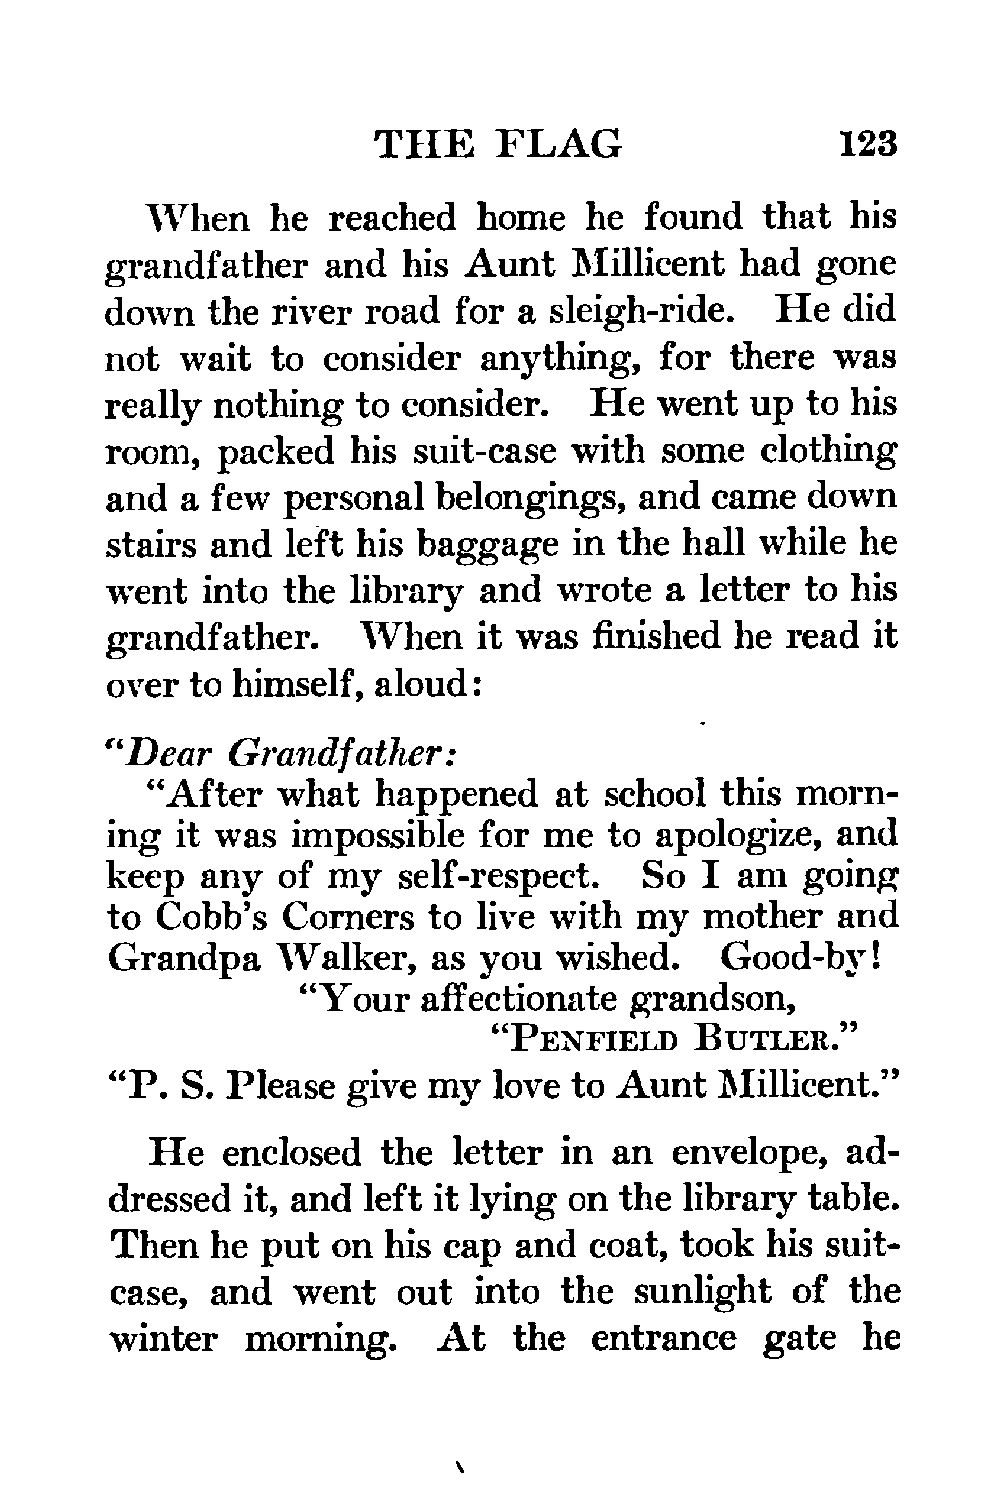 THE FLAG 123
When he reached home he found that his
grandfather and his Aunt Millicent had gone
down the river road for a sleigh-ride. He did
not wait to consider anything, for there was
really nothing to consider. He went up to his
room, packed his suit-case with some clothing
and a few personal belongings, and came down
stairs and left his baggage in the hall while he
went into the library and wrote a letter to his
grandfather. When it was finished he read it
over to himself, aloud:
“Dear Grandfather:
“After what happened at school this morn-
ing it was impossible for me to apologize, and
keep any of my self-respect. So I am going
to Cobb’s Corners to live with my mother and
Grandpa Walker, as you wished. Good-by!
“Your affectionate grandson,
“PENFIELD BUTLER.”
“P. S. Please give my love to Aunt Millicent.”
He enclosed the letter in an envelope, ad-
dressed it, and left it lying on the library table.
Then he put on his cap and coat, took his suit-
case, and went out into the sunlight of the
winter morning. At the entrance gate he